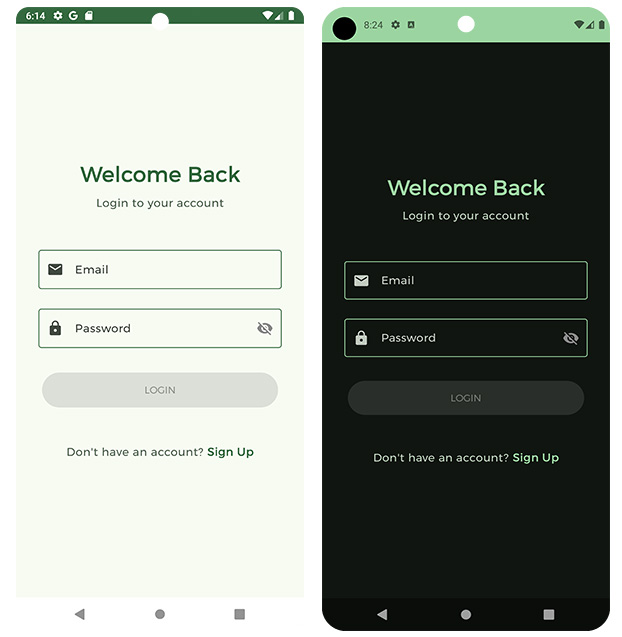 6:14
Welcome Back
Login to your account
Email
Password
LOGIN
Don't have an account? Sign Up
8:24
Welcome Back
Login to your account
Email
Password
LOGIN
Don't have an account? Sign Up